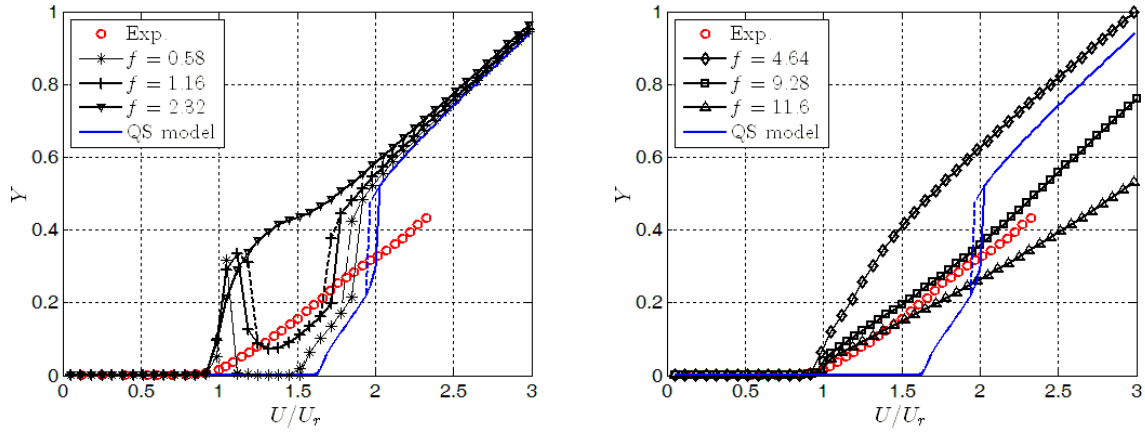 1
0.8
0.6
0.4
0.2
0
Y
Exp.
f = 0.58
f = 1.16
f = 2.32
QS model
0 0.5 1 1.5 2 2.5 3
U/U_r
1
0.8
0.6
0.4
0.2
0
Y
Exp.
f = 4.64
f = 9.28
f = 11.6
QS model
0 0.5 1 1.5 2 2.5 3
U/U_r